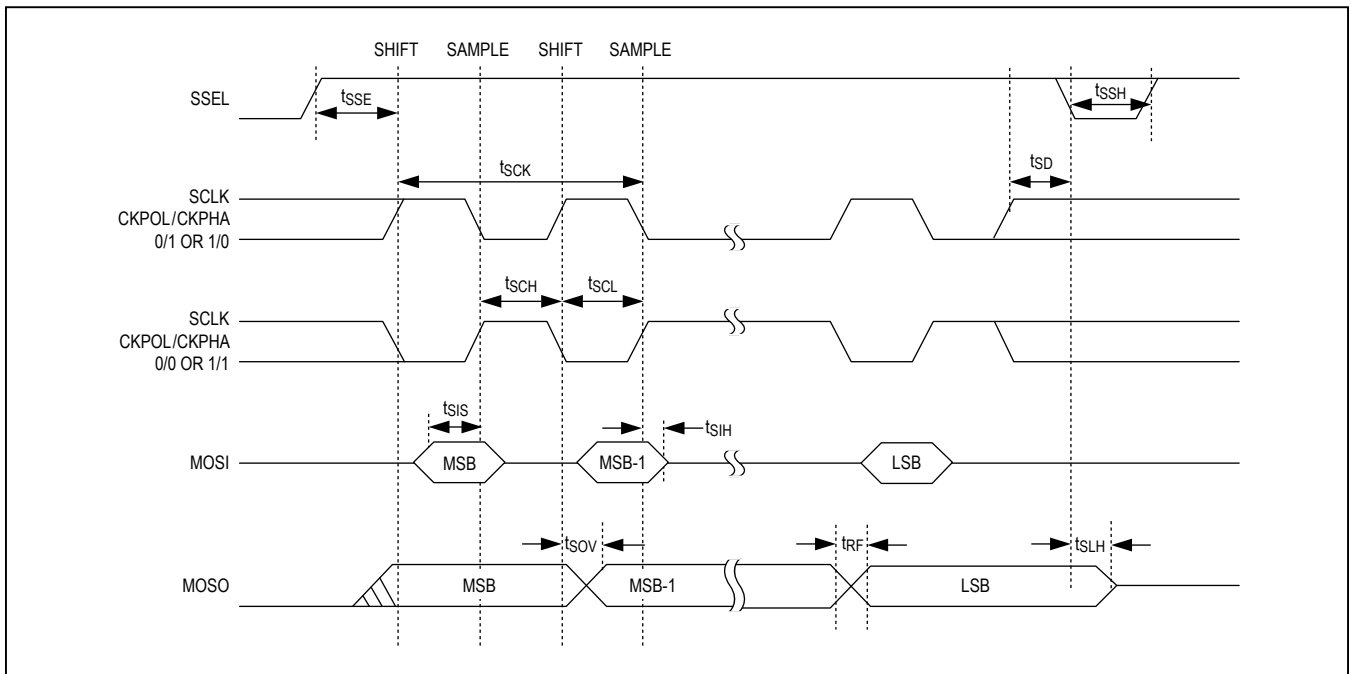 SHIFT SAMPLE SHIFT SAMPLE
SSEL
tSSE
tSSH
tSD
tSCK
SCLK
CKPOL/CKPHA
0/1 OR 1/0
tSCH
tSCL
SCLK
CKPOL/CKPHA
0/0 OR 1/1
tSIS
tSIH
MOSI
MSB
MSB-1
LSB
tSOV
tRF
tSLH
MOSO
MSB
MSB-1
LSB